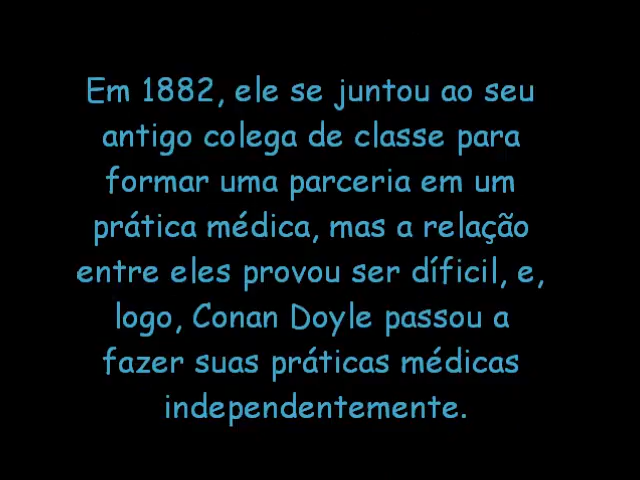 Em 1882, ele se juntou ao seu
antigo colega de classe para
formar uma parceria em um
prática médica, mas a relação
entre eles provou ser díficil, e,
logo, Conan Doyle passou a
fazer suas práticas médicas
independentemente.